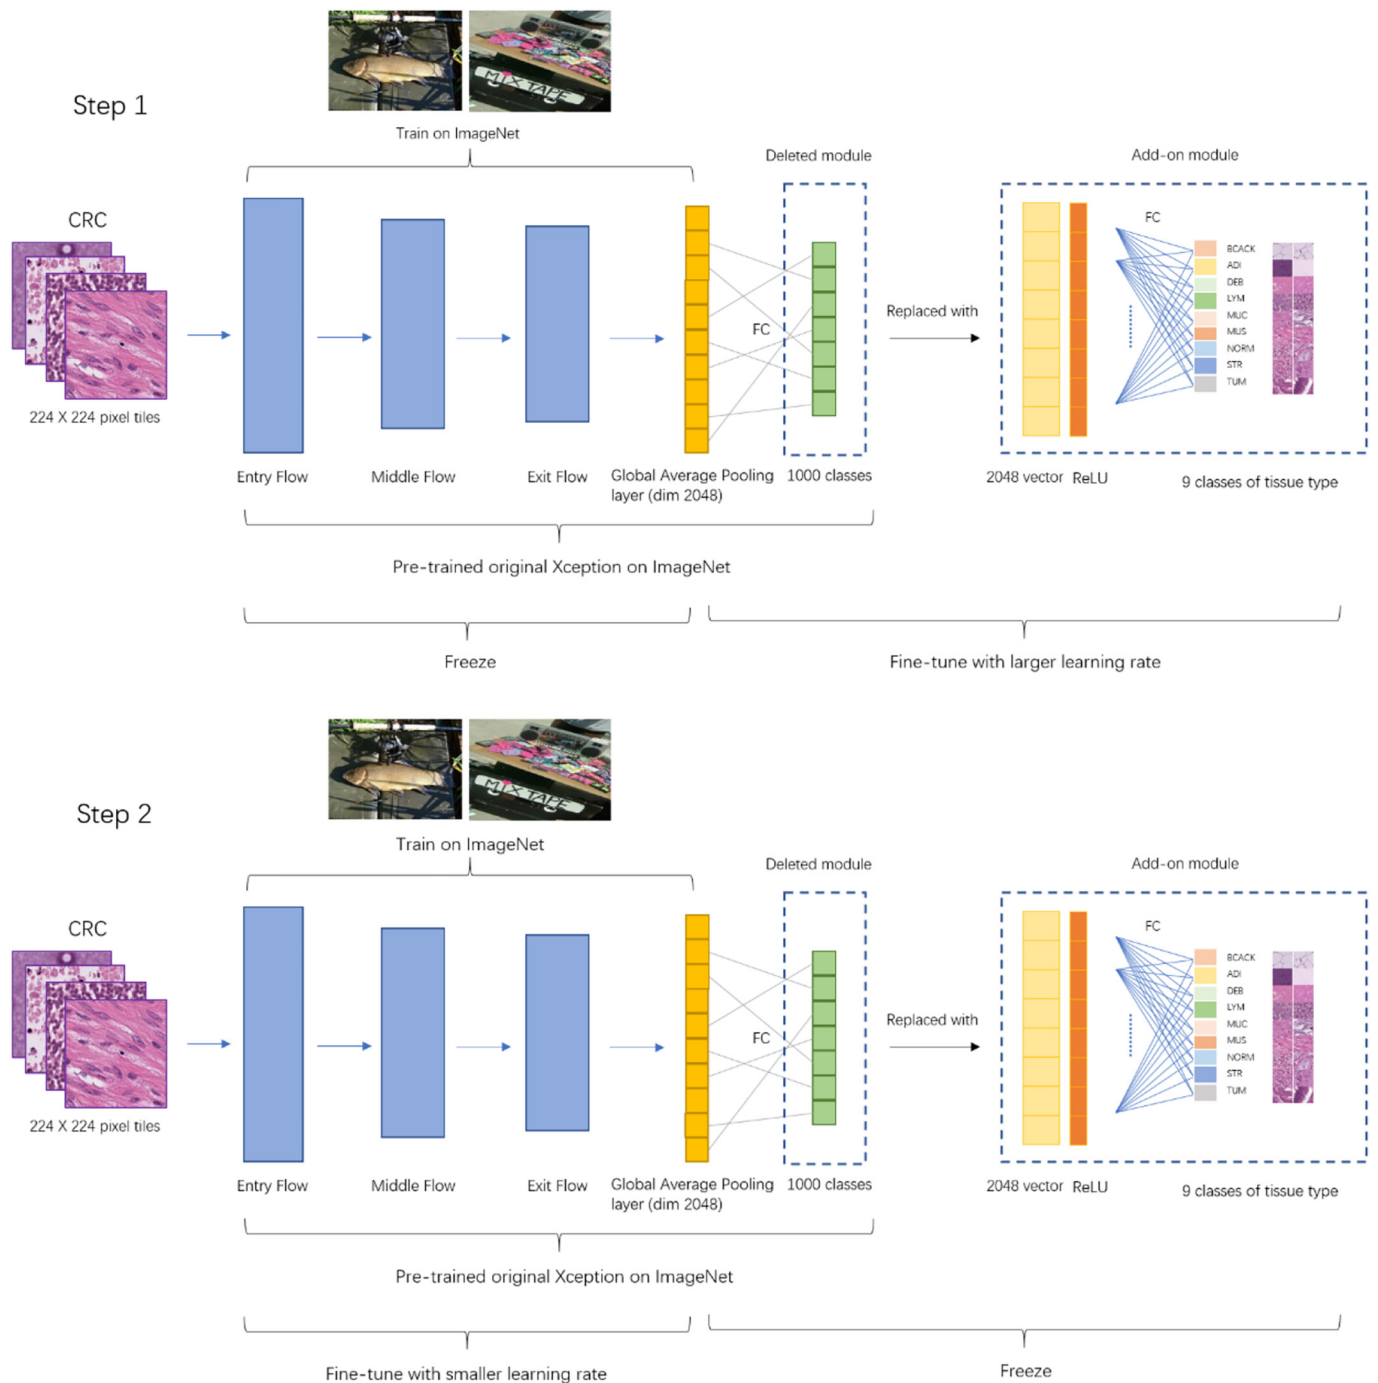 Step 1
MIXTAPE
Train on ImageNet
Deleted module
Add-on module
CRC
FC
BCACK
ADI
DEB
LYM
MUC
MUS
NORM
STR
TUM
FC
Replaced with
224 X 224 pixel tiles
Entry Flow
Middle Flow
Exit Flow
Global Average Pooling
layer (dim 2048)
1000 classes
2048 vector
ReLU
9 classes of tissue type
Pre-trained original Xception on ImageNet
Freeze
Fine-tune with larger learning rate
Step 2
MIXTAPE
Train on ImageNet
Deleted module
Add-on module
CRC
FC
BCACK
ADI
DEB
LYM
MUC
MUS
NORM
STR
TUM
FC
Replaced with
224 X 224 pixel tiles
Entry Flow
Middle Flow
Exit Flow
Global Average Pooling
layer (dim 2048)
1000 classes
2048 vector
ReLU
9 classes of tissue type
Pre-trained original Xception on ImageNet
Fine-tune with smaller learning rate
Freeze